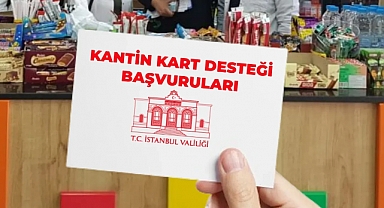 KANTİN KART DESTEĞİ
BAŞVURULARI
T.C. İSTANBUL VALİLİĞİ